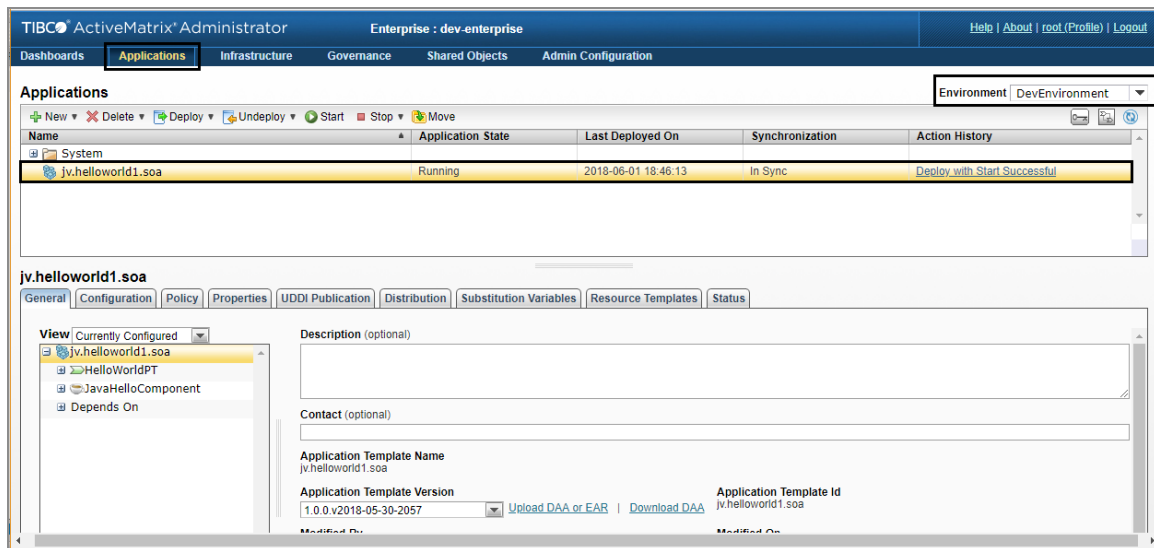 TIBCO® ActiveMatrix® Administrator Enterprise : dev-enterprise Help | About | root (Profile) | Logout
Dashboards Applications Infrastructure Governance Shared Objects Admin Configuration
Applications Environment DevEnvironment
New Delete Deploy Undeploy Start Stop Move
Name Application State Last Deployed On Synchronization Action History
System
jv.helloworld1.soa Running 2018-06-01 18:46:13 In Sync Deploy with Start Successful
jv.helloworld1.soa
General Configuration Policy Properties UDDI Publication Distribution Substitution Variables Resource Templates Status
View Currently Configured Description (optional)
jv.helloworld1.soa
HelloWorldPT
JavaHelloComponent
Depends On
Contact (optional)
Application Template Name
jv.helloworld1.soa
Application Template Version Application Template Id
1.0.0.v2018-05-30-2057 Upload DAA or EAR | Download DAA jv.helloworld1.soa
Modified By Modified On